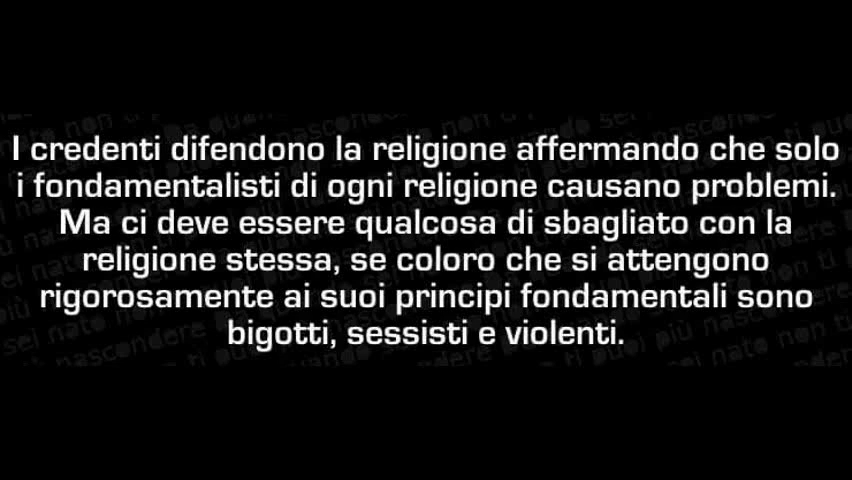 I credenti difendono la religione affermando che solo
i fondamentalisti di ogni religione causano problemi.
Ma ci deve essere qualcosa di sbagliato con la
religione stessa, se coloro che si attengono
rigorosamente ai suoi principi fondamentali sono
bigotti, sessisti e violenti.